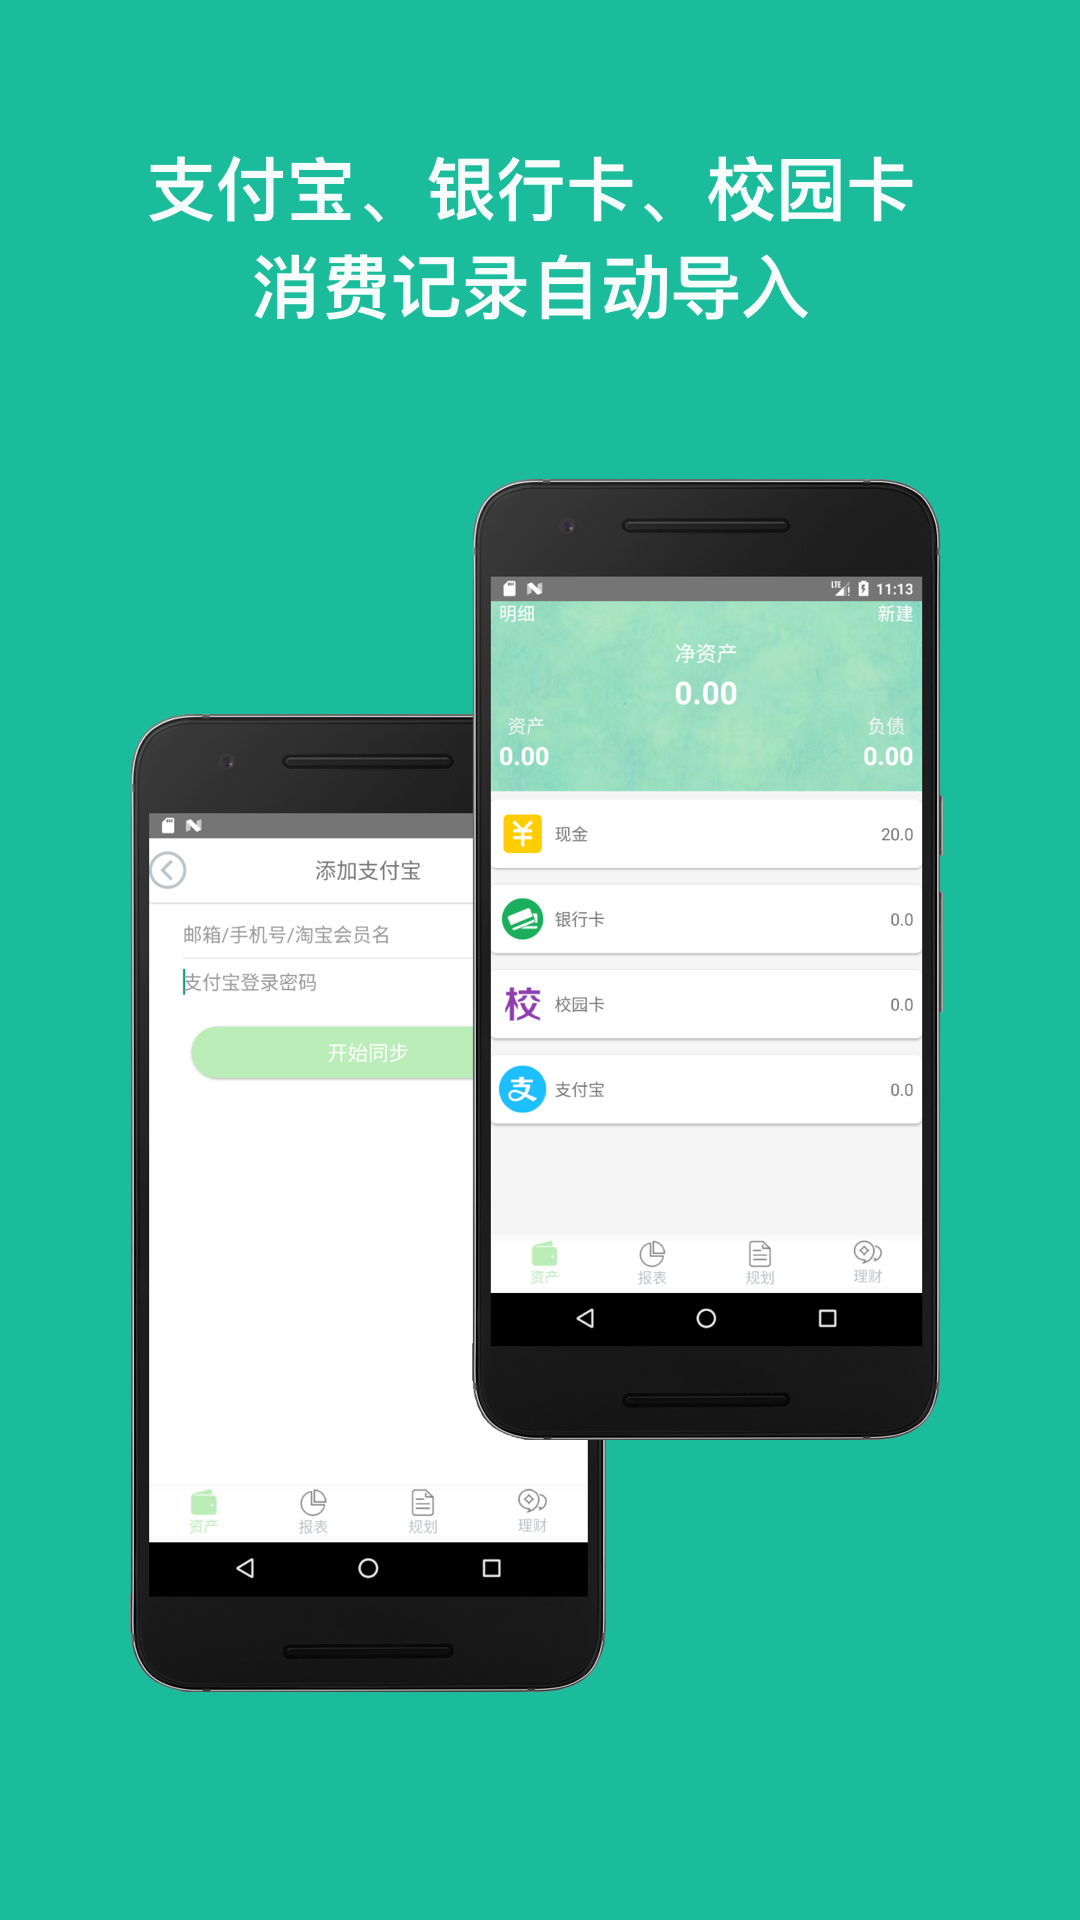 支付宝、银行卡、校园卡
消费记录自动导入
LTE 11:13
明细 新建
净资产
0.00
资产 负债
0.00 0.00
¥ 现金 20.0
银行卡 0.0
校 校园卡 0.0
支 支付宝 0.0
资产 报表 规划 理财
添加支付宝
邮箱/手机号/淘宝会员名
支付宝登录密码
开始同步
资产 报表 规划 理财